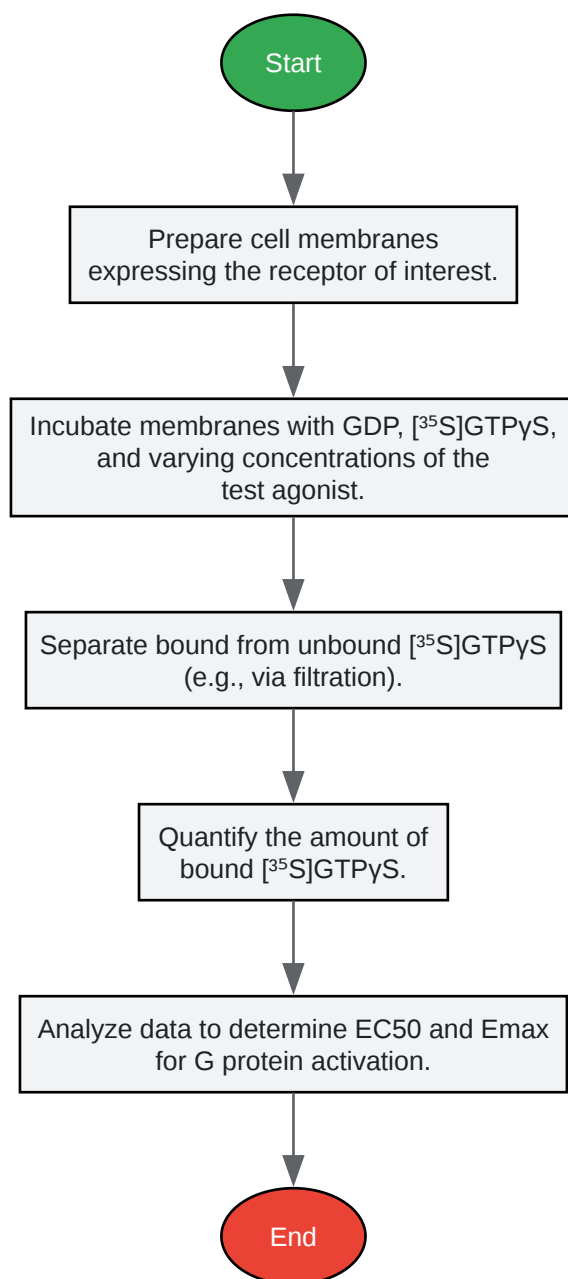 Start
Prepare cell membranes
expressing the receptor of interest.
Incubate membranes with GDP, [³⁵S]GTPγS,
and varying concentrations of the
test agonist.
Separate bound from unbound [³⁵S]GTPγS
(e.g., via filtration).
Quantify the amount of
bound [³⁵S]GTPγS.
Analyze data to determine EC50 and Emax
for G protein activation.
End